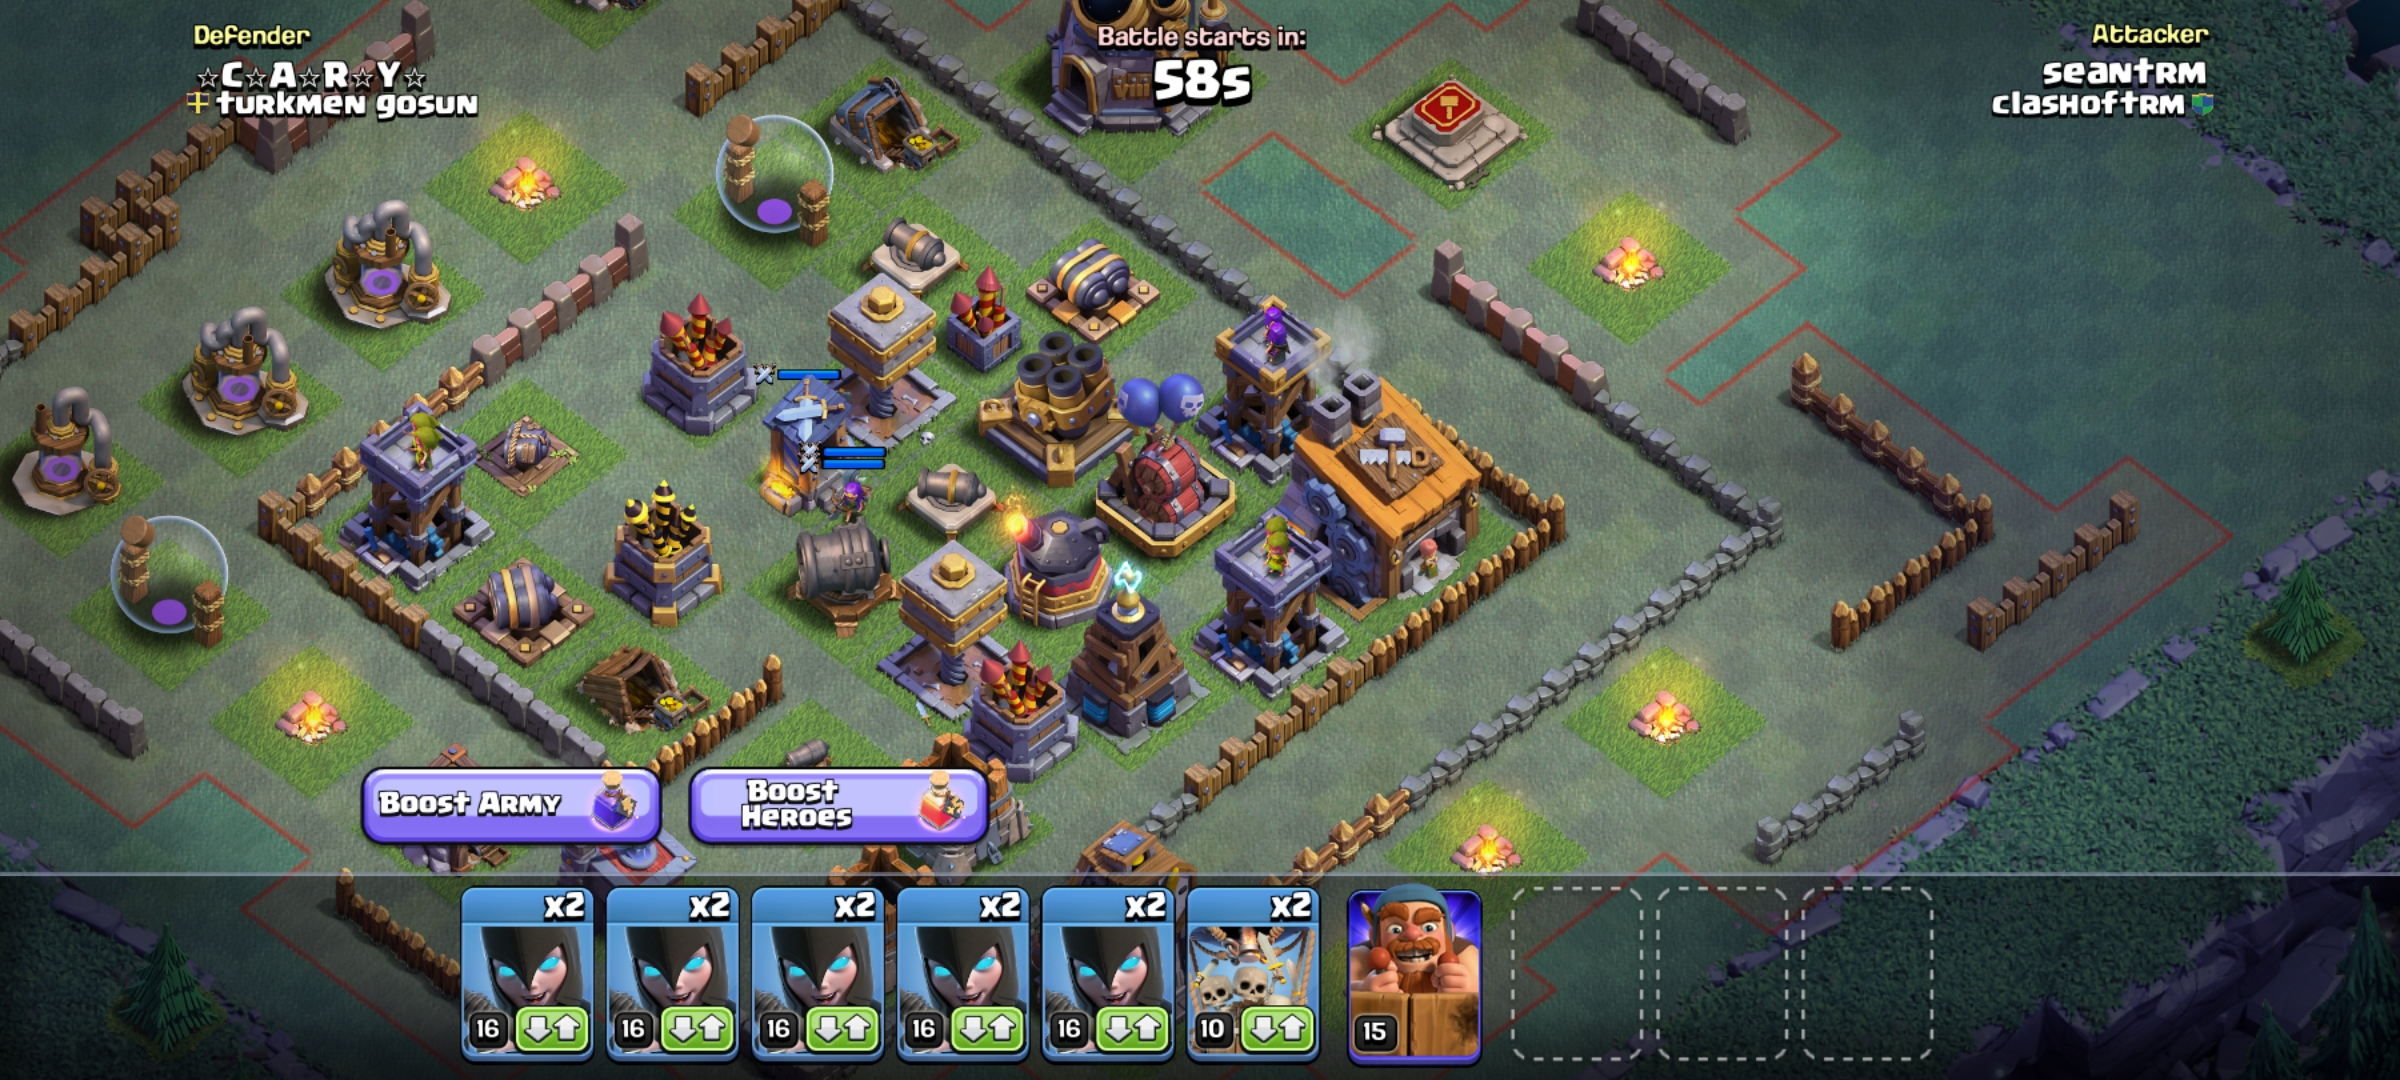 Defender
☆C☆A☆R☆Y☆
turkmen gosun
Battle starts in:
58s
Attacker
seantrm
clashoftrm
VIII
Boost Army
Boost
Heroes
x2
x2
x2
x2
x2
x2
16
16
16
16
16
10
15